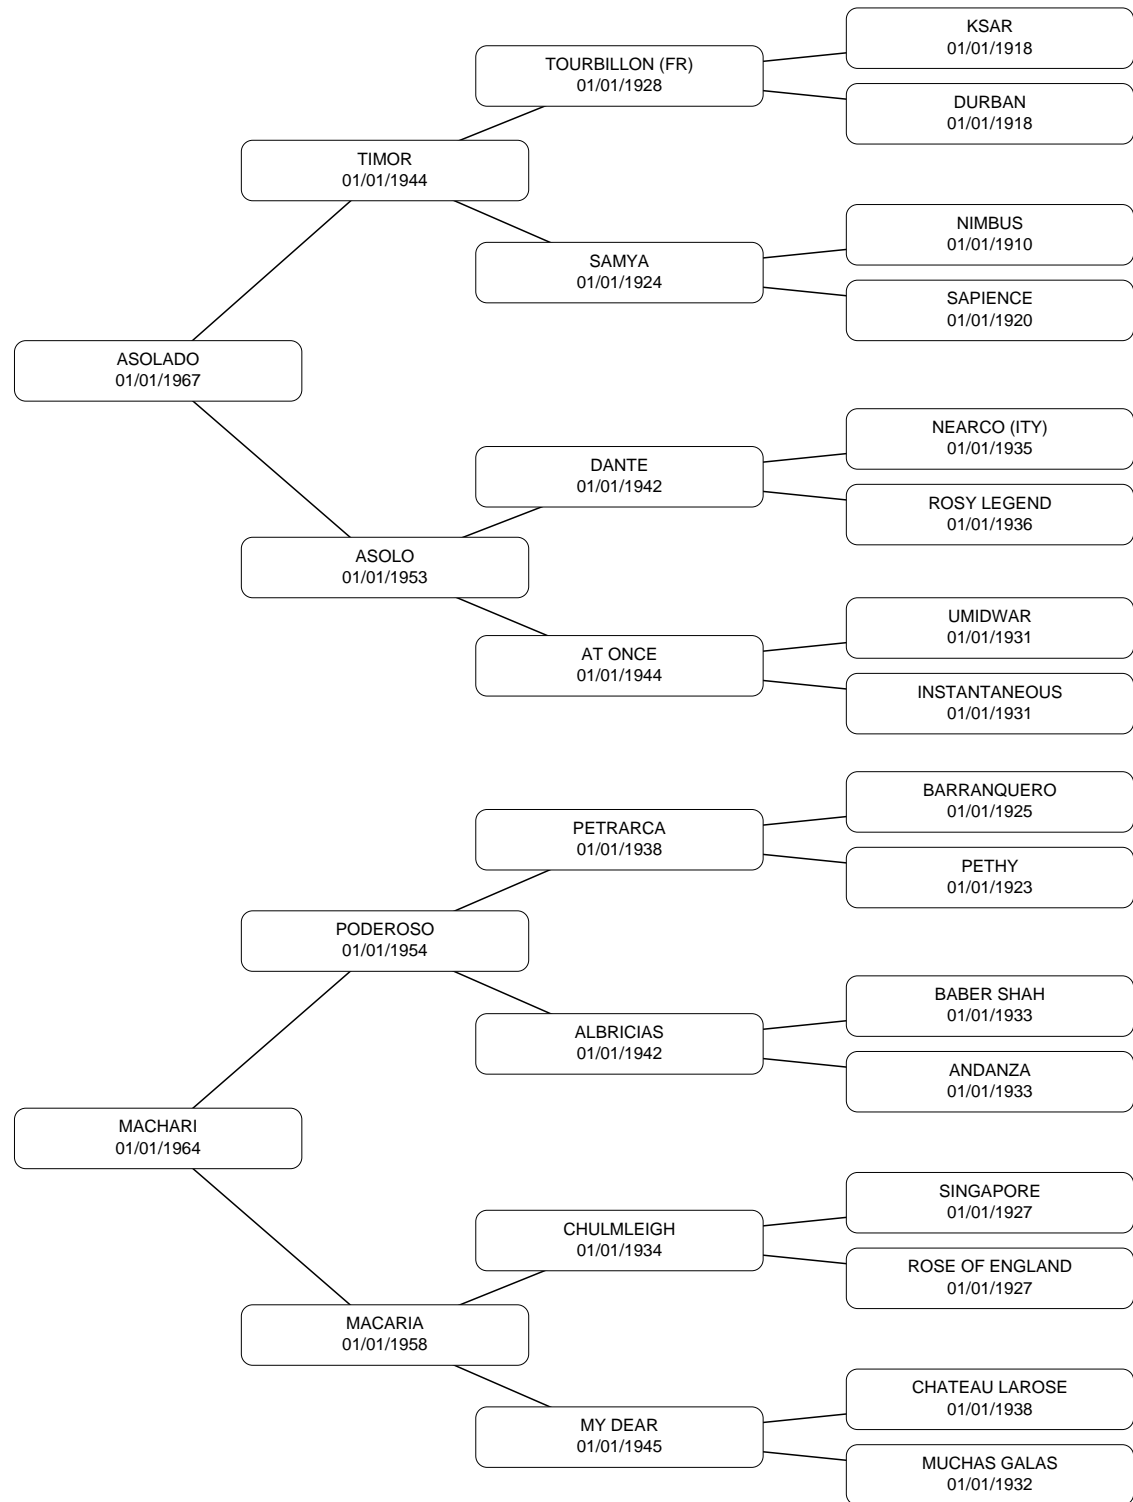 KSAR
01/01/1918
TOURBILLON (FR)
01/01/1928
DURBAN
01/01/1918
TIMOR
01/01/1944
NIMBUS
01/01/1910
SAMYA
01/01/1924
SAPIENCE
01/01/1920
ASOLADO
01/01/1967
NEARCO (ITY)
01/01/1935
DANTE
01/01/1942
ROSY LEGEND
01/01/1936
ASOLO
01/01/1953
UMIDWAR
01/01/1931
AT ONCE
01/01/1944
INSTANTANEOUS
01/01/1931
BARRANQUERO
01/01/1925
PETRARCA
01/01/1938
PETHY
01/01/1923
PODEROSO
01/01/1954
BABER SHAH
01/01/1933
ALBRICIAS
01/01/1942
ANDANZA
01/01/1933
MACHARI
01/01/1964
SINGAPORE
01/01/1927
CHULMLEIGH
01/01/1934
ROSE OF ENGLAND
01/01/1927
MACARIA
01/01/1958
CHATEAU LAROSE
01/01/1938
MY DEAR
01/01/1945
MUCHAS GALAS
01/01/1932